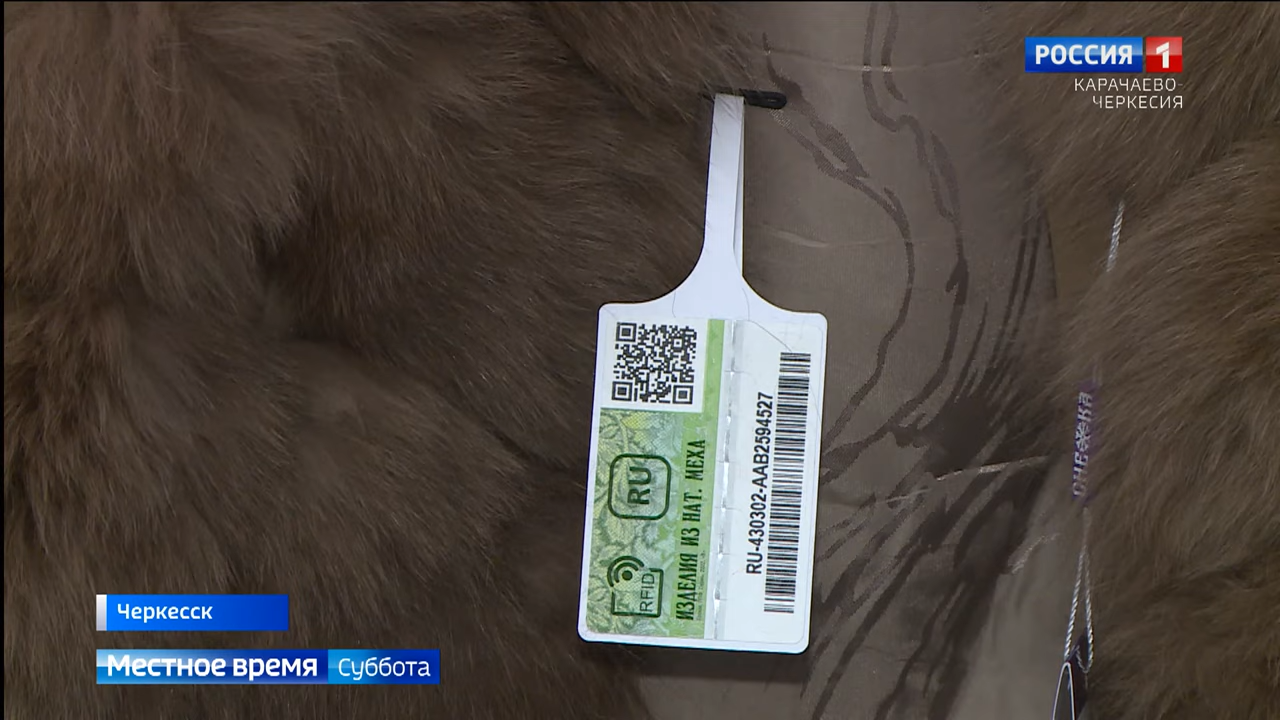 РОССИЯ 1
КАРАЧАЕВО-
ЧЕРКЕСИЯ
RU
RFID
ИЗДЕЛИЯ ИЗ НАТ. МЕХА
RU-430302-AAB2594527
Черкесск
Местное время Суббота